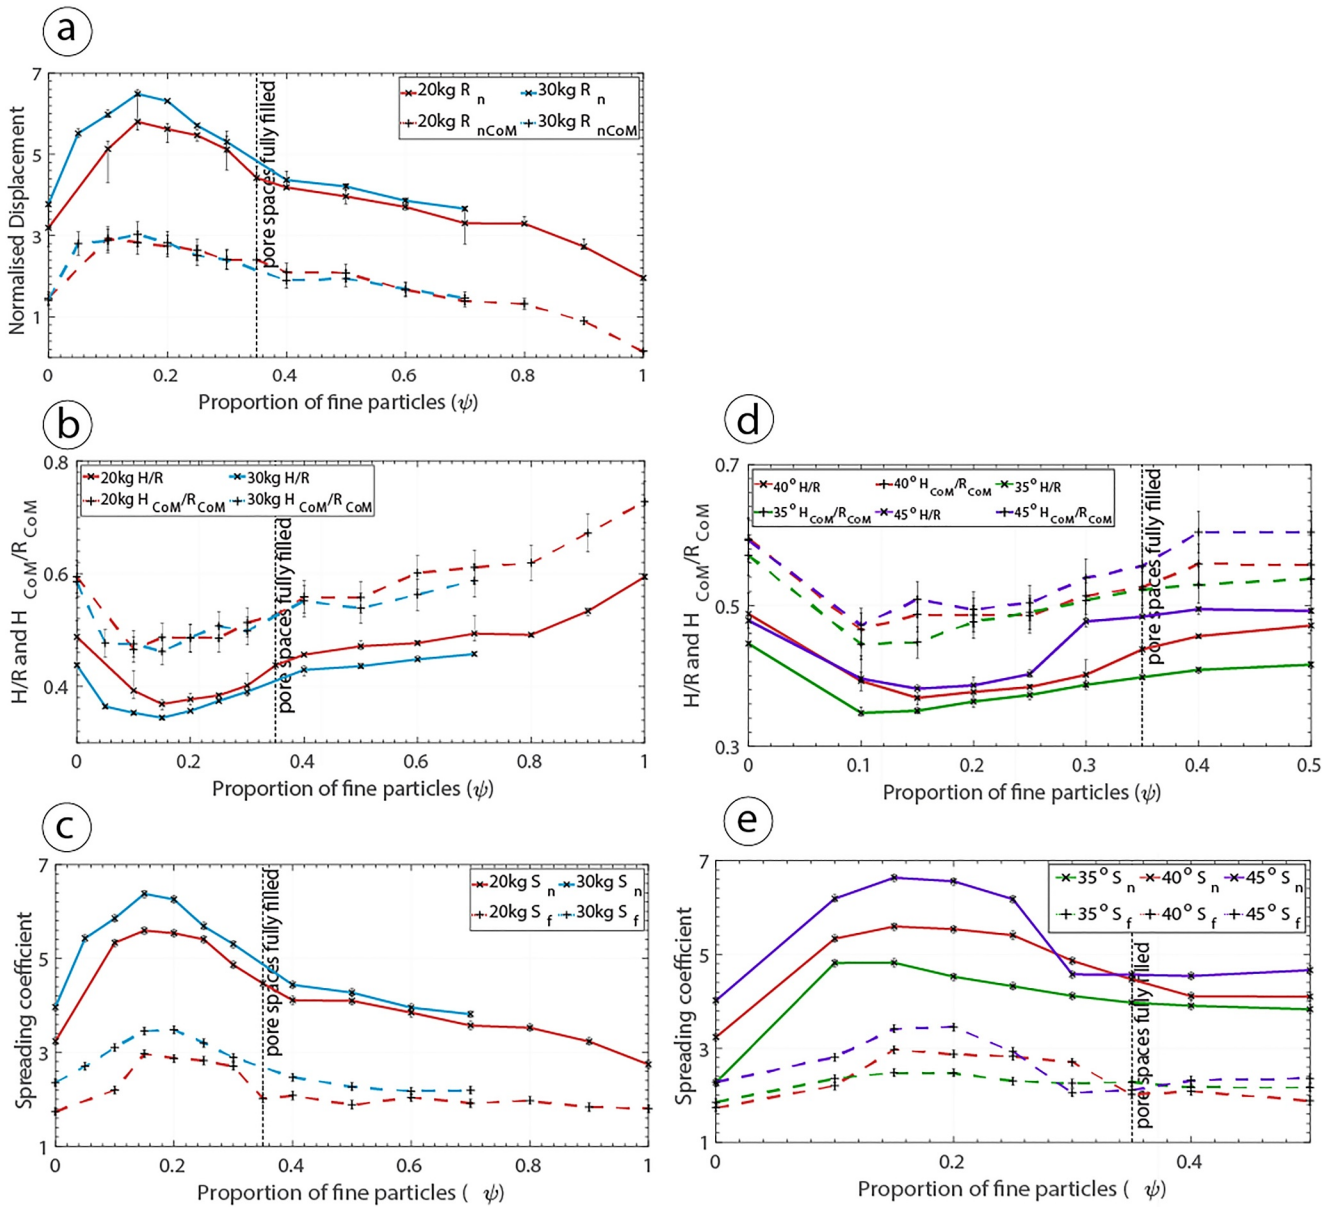 a
7
5
3
1
0
0.2
0.4
0.6
0.8
1
Normalised Displacement
Proportion of fine particles (ψ)
20kg R n
30kg R n
20kg R nCoM
30kg R nCoM
pore spaces fully filled
b
0.8
0.6
0.4
0
0.2
0.4
0.6
0.8
1
H/R and H CoM/R CoM
Proportion of fine particles (ψ)
20kg H/R
30kg H/R
20kg H CoM/R CoM
30kg H CoM/R CoM
pore spaces fully filled
d
0.7
0.5
0.3
0
0.1
0.2
0.3
0.4
0.5
H/R and H CoM/R CoM
Proportion of fine particles (ψ)
40° H/R
40° H CoM/R CoM
35° H/R
35° H CoM/R CoM
45° H/R
45° H CoM/R CoM
pore spaces fully filled
c
7
5
3
1
0
0.2
0.4
0.6
0.8
1
Spreading coefficient
Proportion of fine particles ( ψ)
20kg S n
30kg S n
20kg S f
30kg S f
pore spaces fully filled
e
7
5
3
1
0
0.2
0.4
Spreading coefficient
Proportion of fine particles ( ψ)
35° S n
40° S n
45° S n
35° S f
40° S f
45° S f
pore spaces fully filled